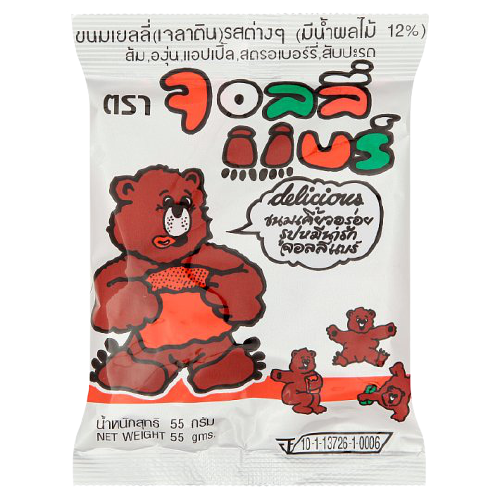 ขนมเยลลี่(เจลาติน)รสต่างๆ (มีน้ำผลไม้ 12%)
ส้ม,องุ่น,แอปเปิ้ล,สตรอเบอร์รี่,สับปะรด
ตรา จอลลี่
แบร์
delicious
ขนมเคี้ยวอร่อย
รูปหมีน่ารัก
จอลลี่แบร์
น้ำหนักสุทธิ 55 กรัม
NET WEIGHT 55 gms.
10-1-13726-1-0006